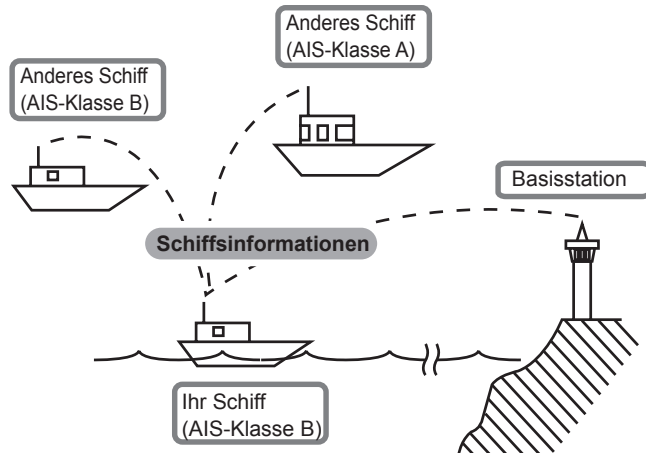 Anderes Schiff
(AIS-Klasse A)
Anderes Schiff
(AIS-Klasse B)
Basisstation
Schiffsinformationen
Ihr Schiff
(AIS-Klasse B)